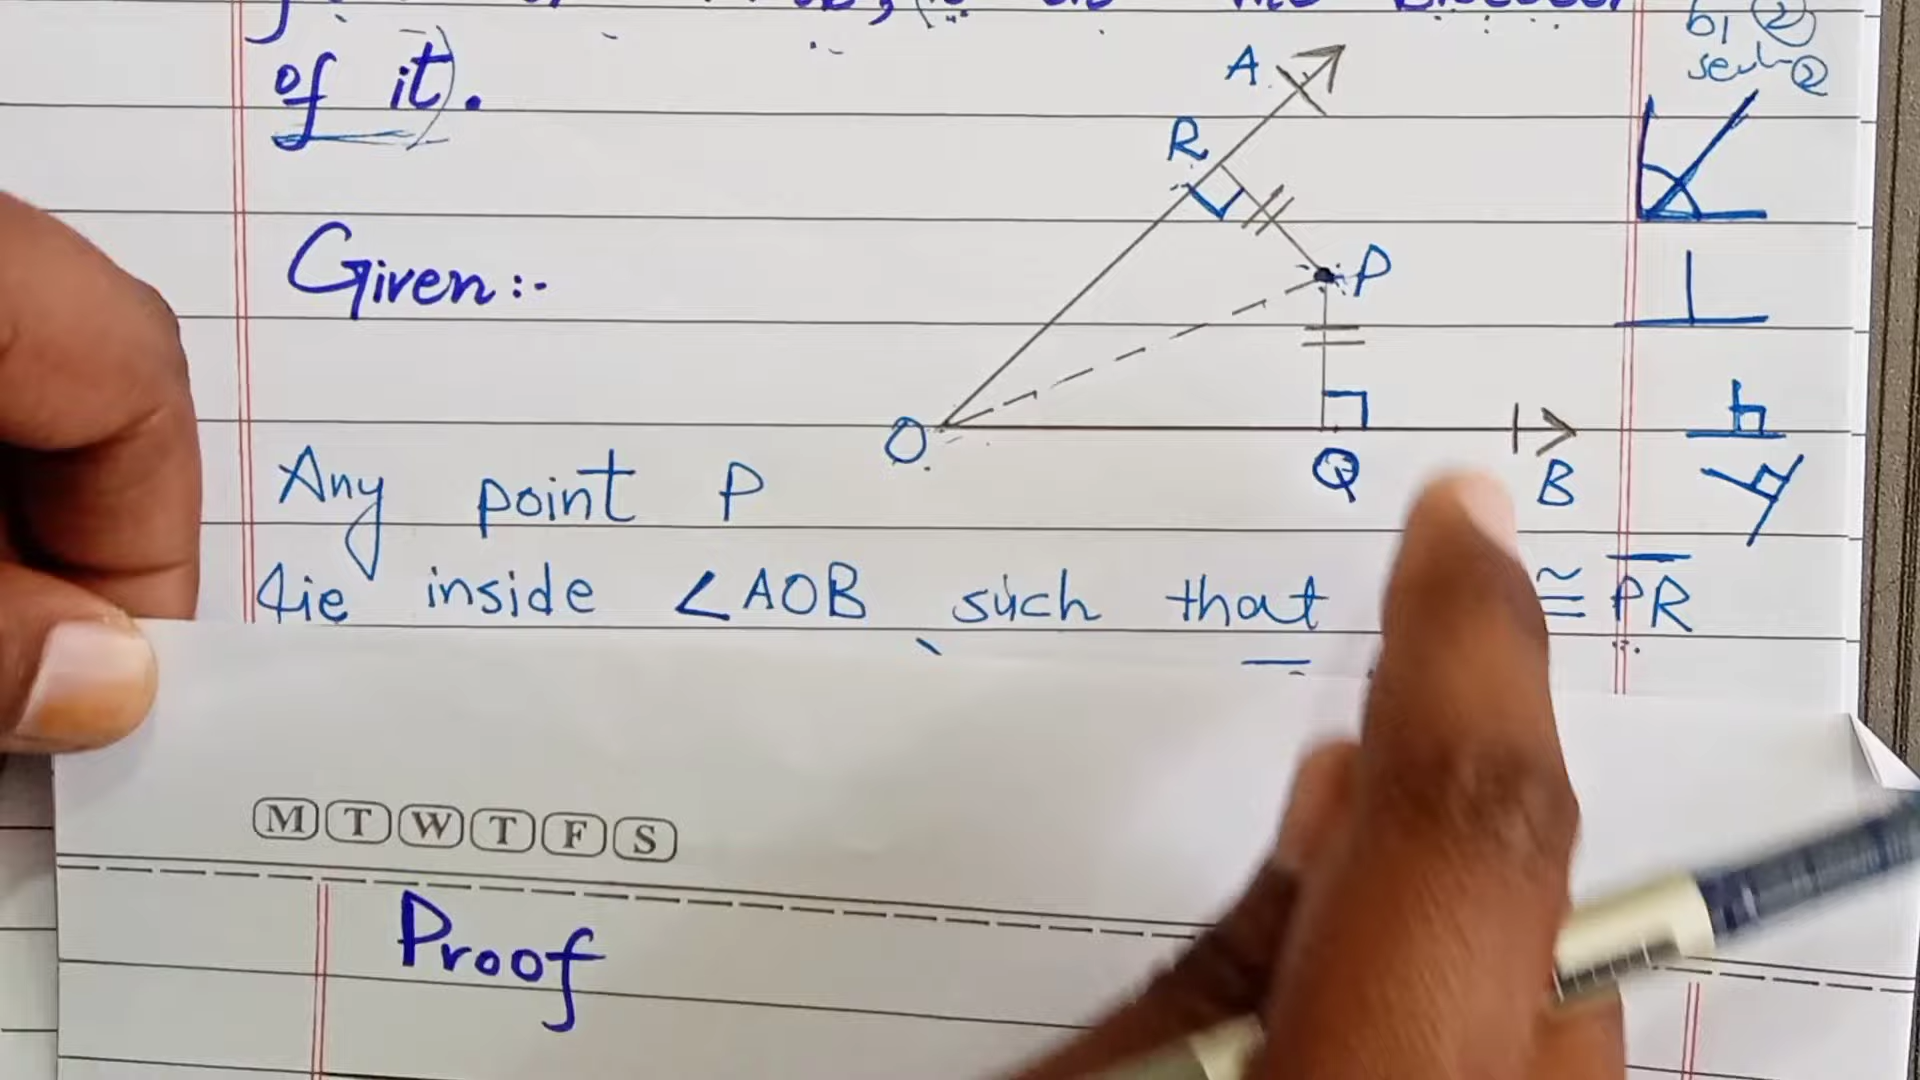 of it).
A
R
P
Given:-
O
Q
B
Any point P
lie inside ∠AOB such that ≅ PR
M T W T F S
Proof